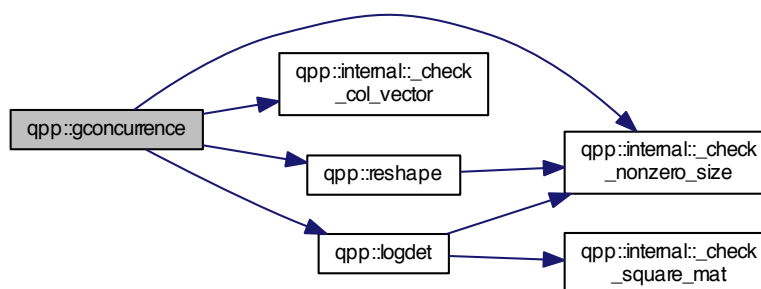 qpp::internal::_check
_col_vector
qpp::gconcurrence
qpp::internal::_check
_nonzero_size
qpp::reshape
qpp::logdet
qpp::internal::_check
_square_mat